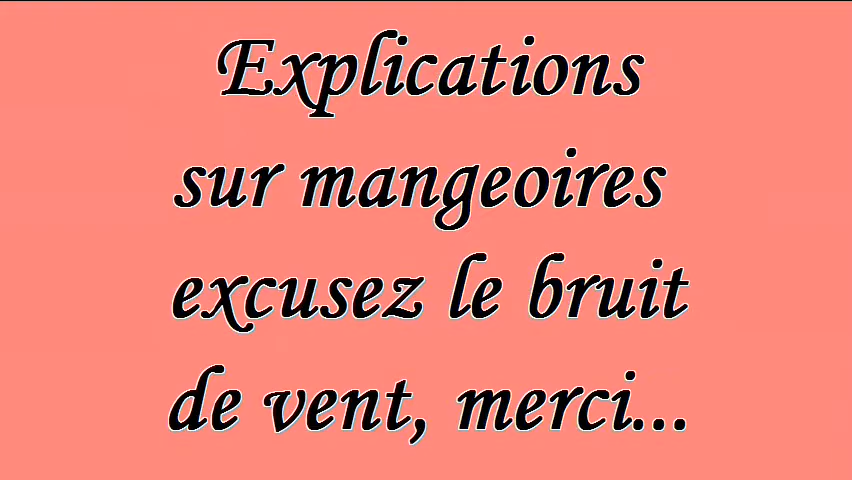 Explications
sur mangeoires
excusez le bruit
de vent, merci...